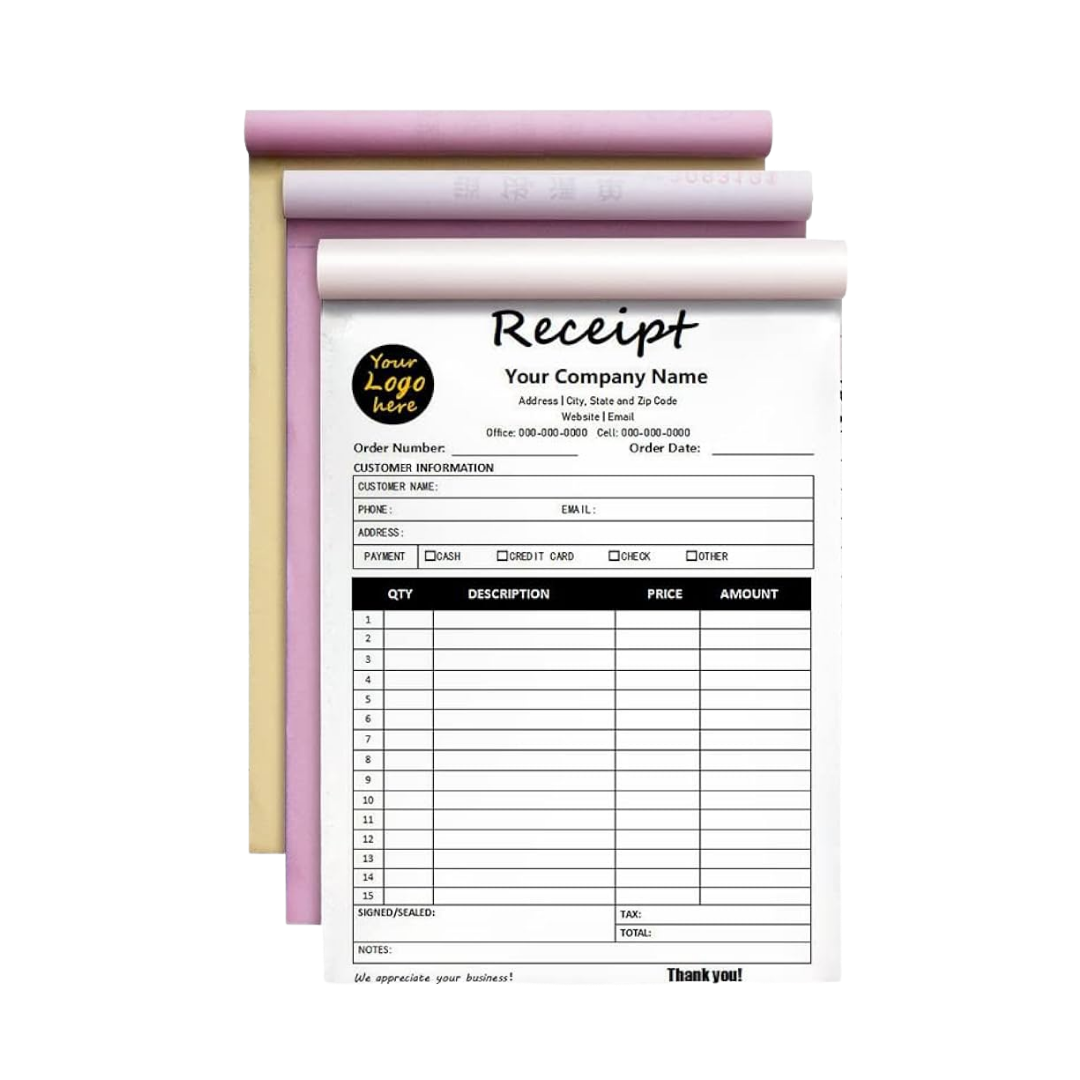 Receipt
Your
Logo
here
Your Company Name
Address | City, State and Zip Code
Website | Email
Office: 000-000-0000 Cell: 000-000-0000
Order Number: Order Date:
CUSTOMER INFORMATION
CUSTOMER NAME:
PHONE: EMAIL:
ADDRESS:
PAYMENT CASH CREDIT CARD CHECK OTHER
QTY DESCRIPTION PRICE AMOUNT
1
2
3
4
5
6
7
8
9
10
11
12
13
14
15
SIGNED/SEALED: TAX:
TOTAL:
NOTES:
We appreciate your business! Thank you!